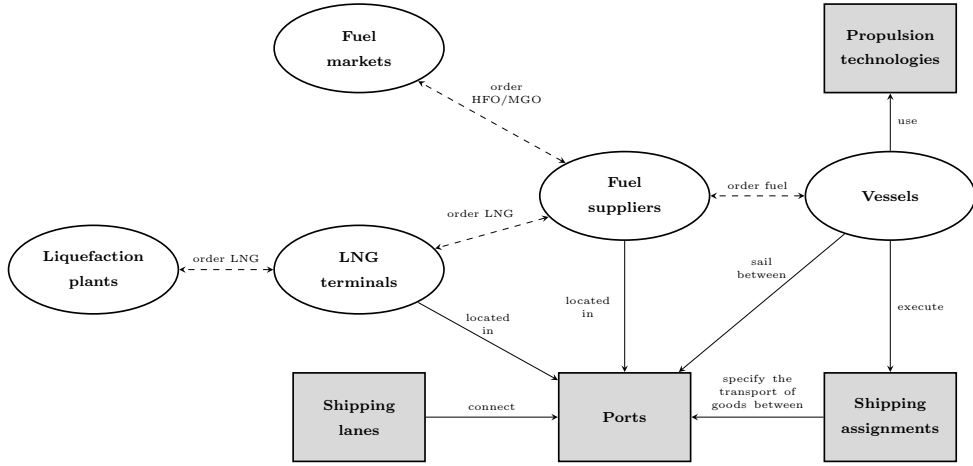 Fuel
markets
Propulsion
technologies
order
HFO/MGO
use
Fuel
suppliers
order fuel
Vessels
order LNG
Liquefaction
plants
order LNG
LNG
terminals
sail
between
located
in
located
in
execute
Shipping
lanes
connect
Ports
specify the
transport of
goods between
Shipping
assignments